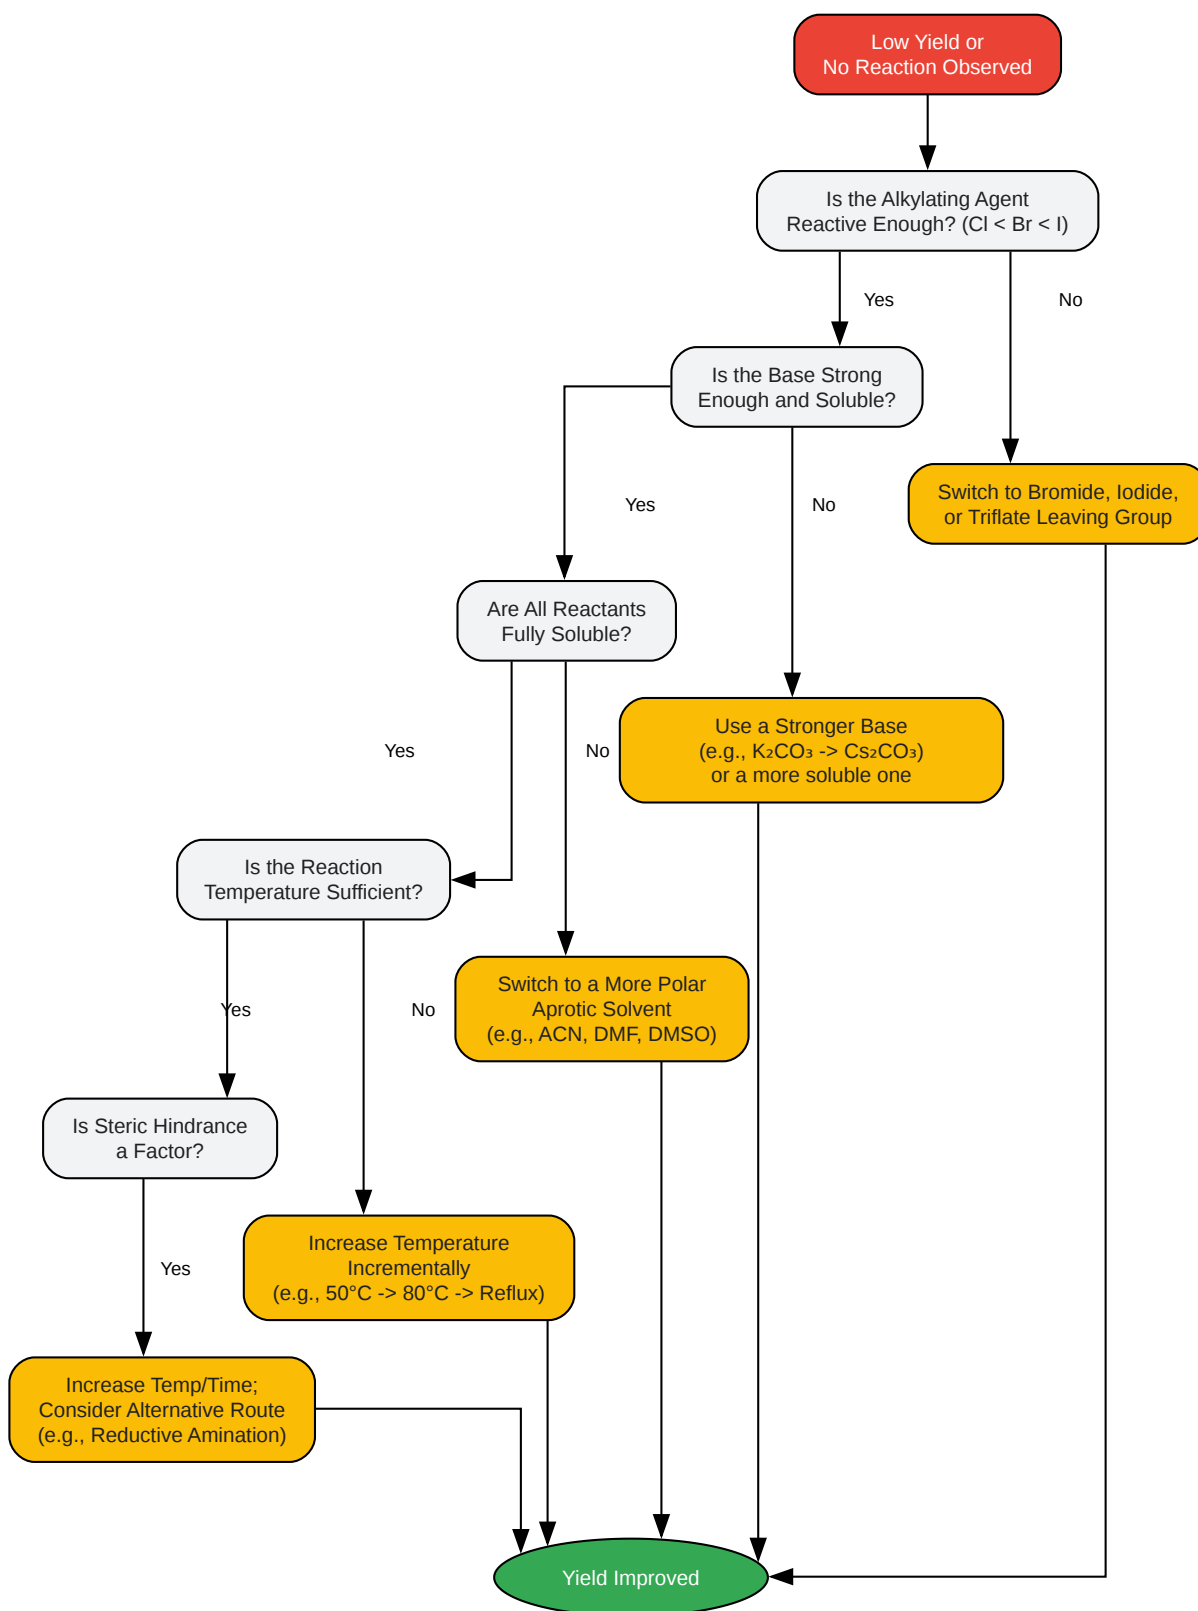 Low Yield or
No Reaction Observed
Is the Alkylating Agent
Reactive Enough? (Cl < Br < I)
Yes
No
Is the Base Strong
Enough and Soluble?
Switch to Bromide, Iodide,
or Triflate Leaving Group
Yes
No
Are All Reactants
Fully Soluble?
Use a Stronger Base
(e.g., K₂CO₃ -> Cs₂CO₃)
or a more soluble one
Yes
No
Is the Reaction
Temperature Sufficient?
Switch to a More Polar
Aprotic Solvent
(e.g., ACN, DMF, DMSO)
Yes
No
Is Steric Hindrance
a Factor?
Increase Temperature
Incrementally
(e.g., 50°C -> 80°C -> Reflux)
Yes
Increase Temp/Time;
Consider Alternative Route
(e.g., Reductive Amination)
Yield Improved